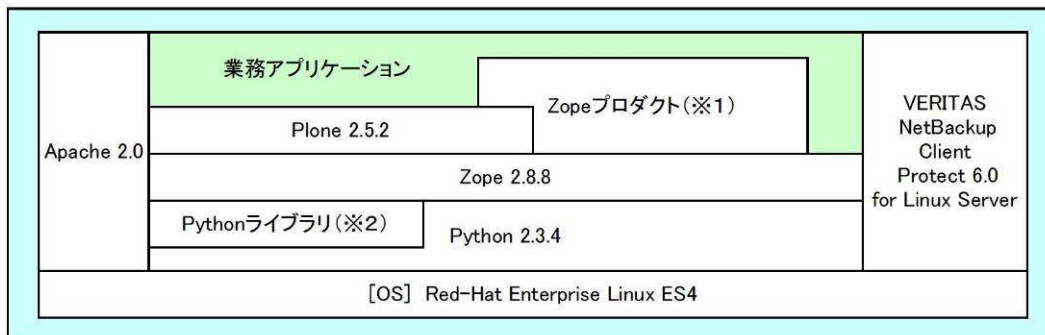 業務アプリケーション
Zopeプロダクト(※1)
Plone 2.5.2
Apache 2.0
Zope 2.8.8
Pythonライブラリ(※2)
Python 2.3.4
VERITAS
NetBackup
Client
Protect 6.0
for Linux Server
[OS] Red-Hat Enterprise Linux ES4